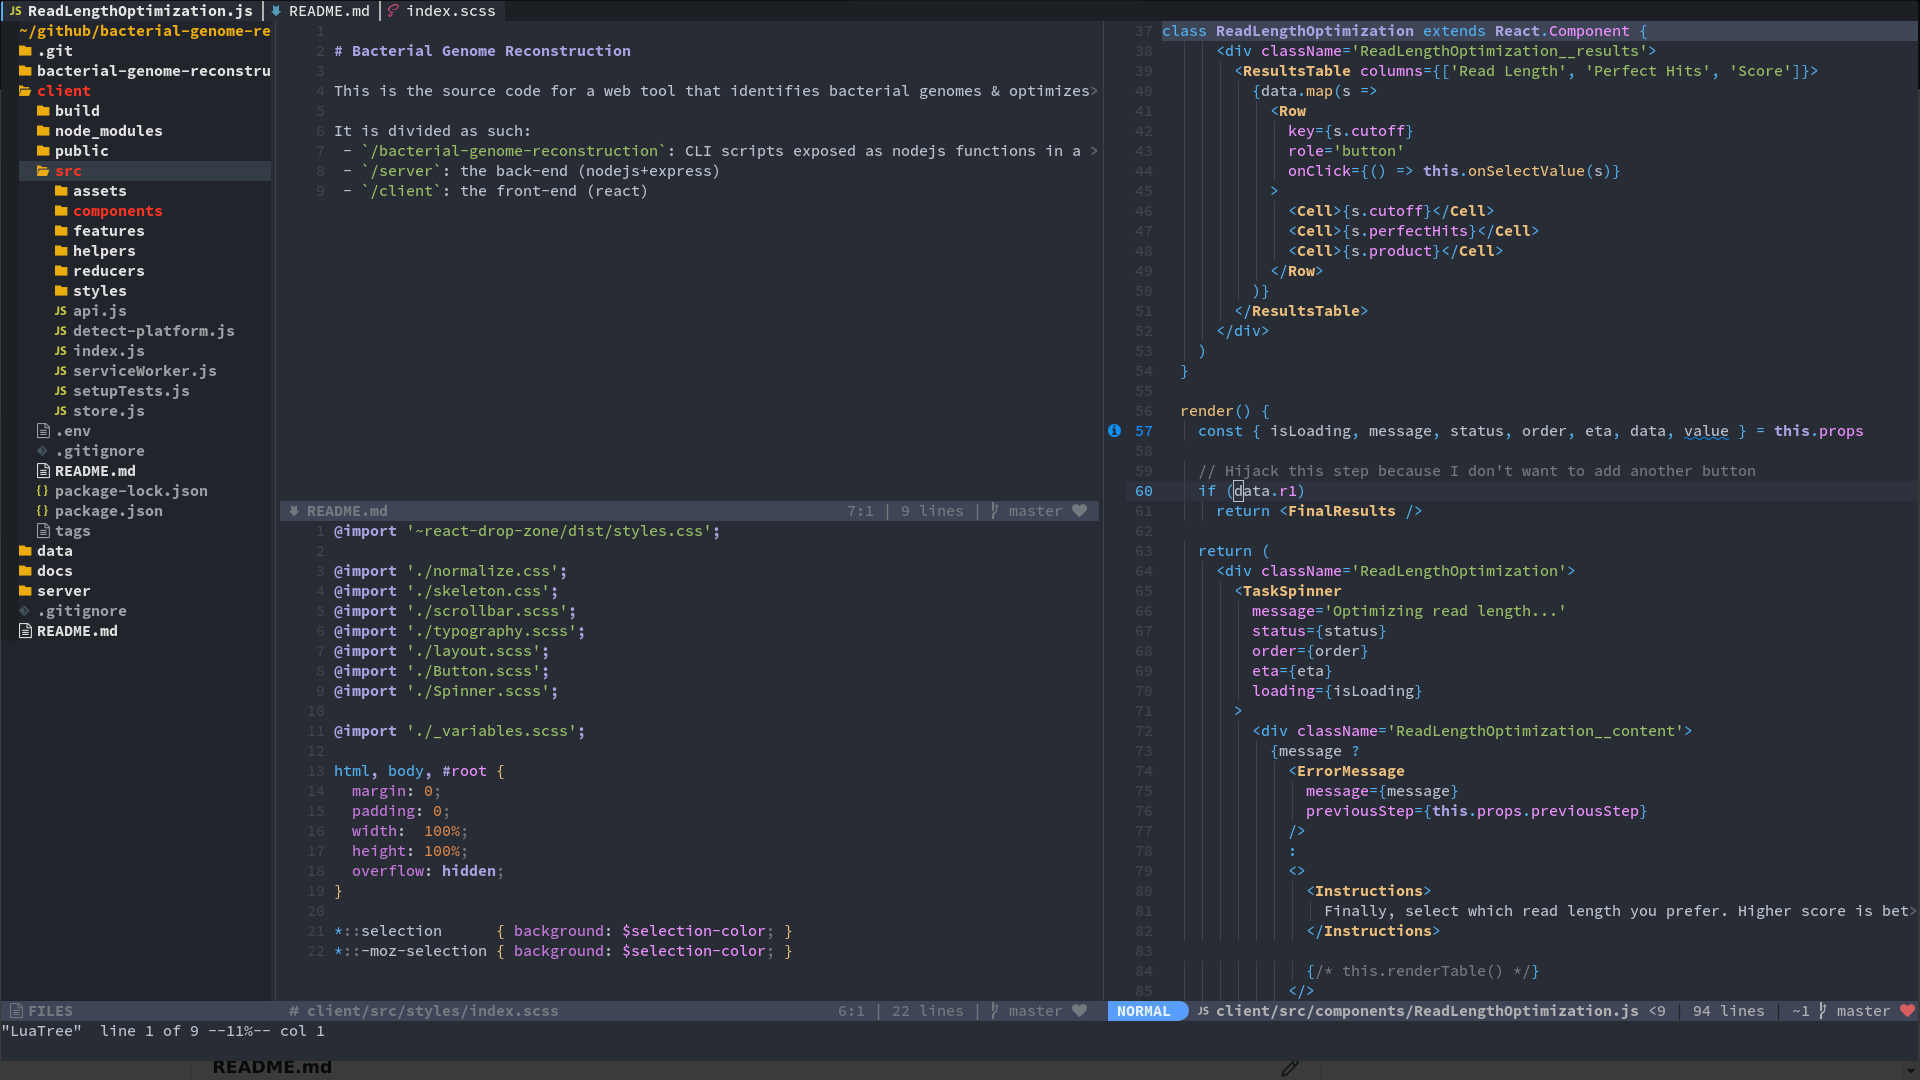 JS ReadLengthOptimization.js | README.md | index.scss
~/github/bacterial-genome-re
.git
bacterial-genome-reconstru
client
build
node_modules
public
src
assets
components
features
helpers
reducers
styles
JS api.js
JS detect-platform.js
JS index.js
JS serviceWorker.js
JS setupTests.js
JS store.js
.env
.gitignore
README.md
{} package-lock.json
{} package.json
tags
data
docs
server
.gitignore
README.md
1
2 # Bacterial Genome Reconstruction
3
4 This is the source code for a web tool that identifies bacterial genomes & optimizes>
5
6 It is divided as such:
7  - `/bacterial-genome-reconstruction`: CLI scripts exposed as nodejs functions in a >
8  - `/server`: the back-end (nodejs+express)
9  - `/client`: the front-end (react)
README.md 7:1 | 9 lines | master
1 @import '~react-drop-zone/dist/styles.css';
2
3 @import './normalize.css';
4 @import './skeleton.css';
5 @import './scrollbar.scss';
6 @import './typography.scss';
7 @import './layout.scss';
8 @import './Button.scss';
9 @import './Spinner.scss';
10
11 @import './_variables.scss';
12
13 html, body, #root {
14   margin: 0;
15   padding: 0;
16   width:  100%;
17   height: 100%;
18   overflow: hidden;
19 }
20
21 *::selection      { background: $selection-color; }
22 *::-moz-selection { background: $selection-color; }
37 class ReadLengthOptimization extends React.Component {
38       <div className='ReadLengthOptimization__results'>
39         <ResultsTable columns={['Read Length', 'Perfect Hits', 'Score']}>
40           {data.map(s =>
41             <Row
42               key={s.cutoff}
43               role='button'
44               onClick={() => this.onSelectValue(s)}
45             >
46               <Cell>{s.cutoff}</Cell>
47               <Cell>{s.perfectHits}</Cell>
48               <Cell>{s.product}</Cell>
49             </Row>
50           )}
51         </ResultsTable>
52       </div>
53     )
54   }
55
56   render() {
57     const { isLoading, message, status, order, eta, data, value } = this.props
58
59     // Hijack this step because I don't want to add another button
60     if (data.r1)
61       return <FinalResults />
62
63     return (
64       <div className='ReadLengthOptimization'>
65         <TaskSpinner
66           message='Optimizing read length...'
67           status={status}
68           order={order}
69           eta={eta}
70           loading={isLoading}
71         >
72           <div className='ReadLengthOptimization__content'>
73             {message ?
74               <ErrorMessage
75                 message={message}
76                 previousStep={this.props.previousStep}
77               />
78               :
79               <>
80                 <Instructions>
81                   Finally, select which read length you prefer. Higher score is bet>
82                 </Instructions>
83
84                 {/* this.renderTable() */}
85               </>
FILES
# client/src/styles/index.scss 6:1 | 22 lines | master
NORMAL JS client/src/components/ReadLengthOptimization.js <9 | 94 lines | ~1 master
"LuaTree"  line 1 of 9 --11%-- col 1
README.md